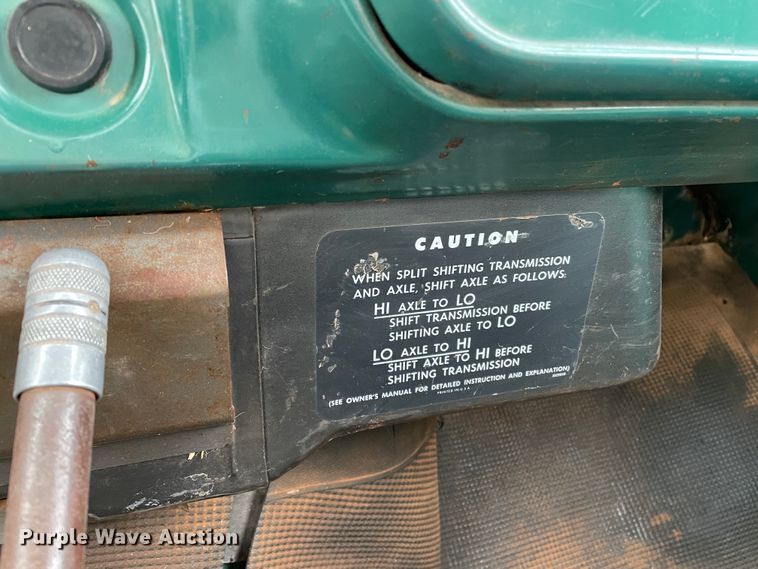 CAUTION
WHEN SPLIT SHIFTING TRANSMISSION
AND AXLE, SHIFT AXLE AS FOLLOWS:
HI AXLE TO LO
SHIFT TRANSMISSION BEFORE
SHIFTING AXLE TO LO
LO AXLE TO HI
SHIFT AXLE TO HI BEFORE
SHIFTING TRANSMISSION
(SEE OWNER'S MANUAL FOR DETAILED INSTRUCTION AND EXPLANATION)
PRINTED IN U.S.A.
Purple Wave Auction